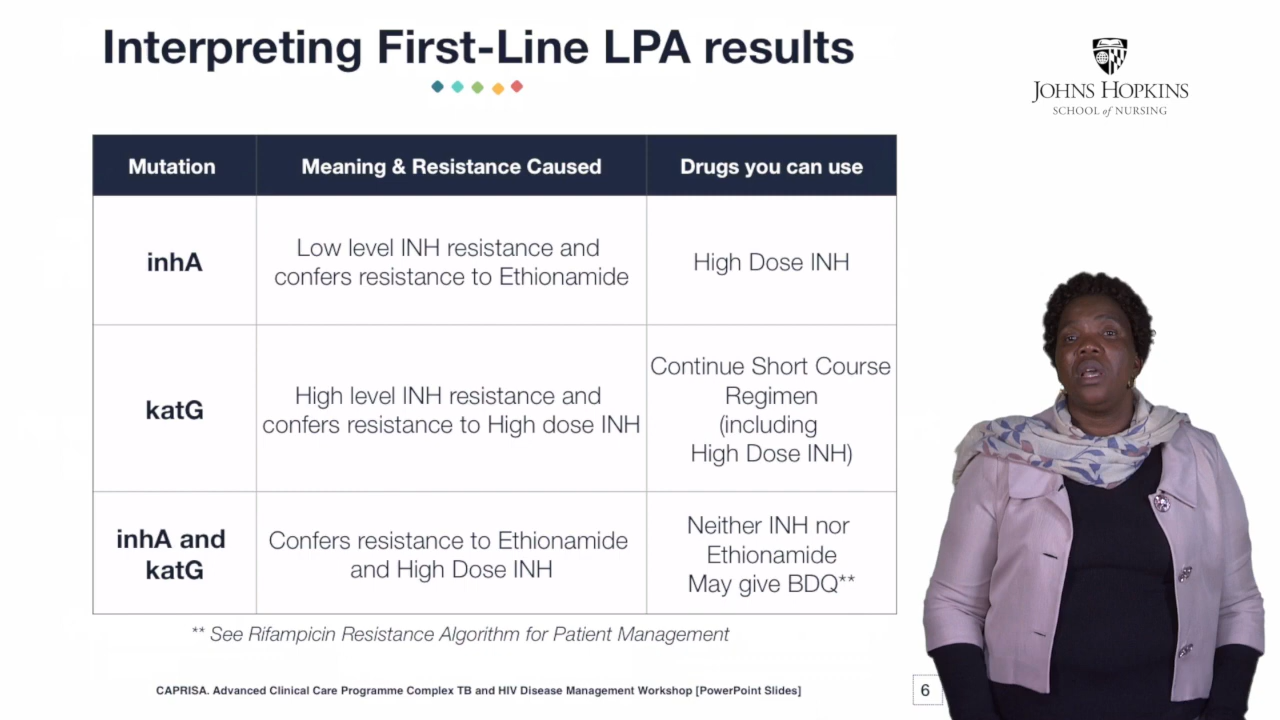 Interpreting First-Line LPA results
JOHNS HOPKINS
SCHOOL of NURSING
Mutation
Meaning & Resistance Caused
Drugs you can use
inhA
Low level INH resistance and
confers resistance to Ethionamide
High Dose INH
katG
High level INH resistance and
confers resistance to High dose INH
Continue Short Course
Regimen
(including
High Dose INH)
inhA and
katG
Confers resistance to Ethionamide
and High Dose INH
Neither INH nor
Ethionamide
May give BDQ**
** See Rifampicin Resistance Algorithm for Patient Management
CAPRISA. Advanced Clinical Care Programme Complex TB and HIV Disease Management Workshop [PowerPoint Slides]
6